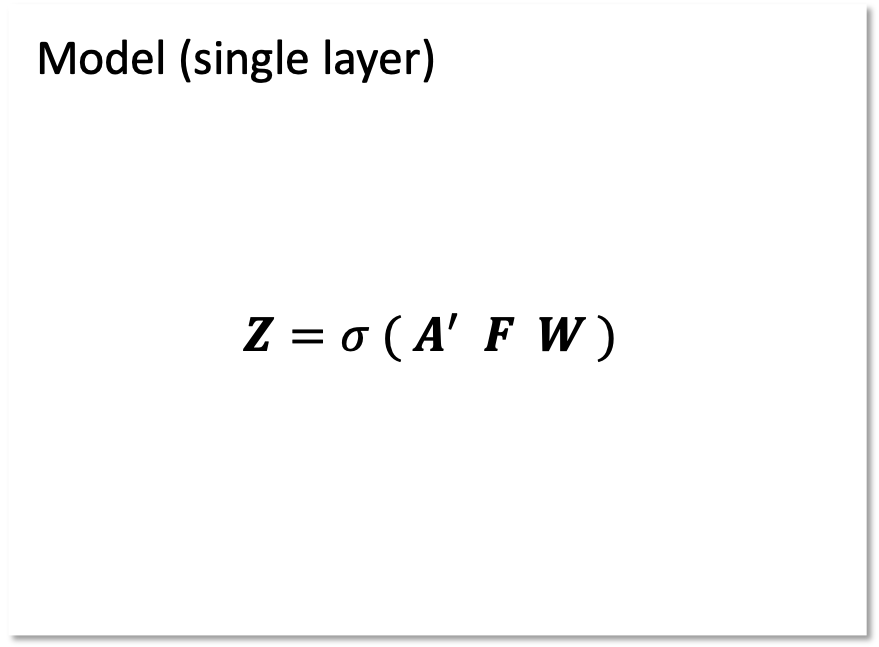 Model (single layer)
𝒁 = 𝜎 ( 𝑨′ 𝑭 𝑾 )